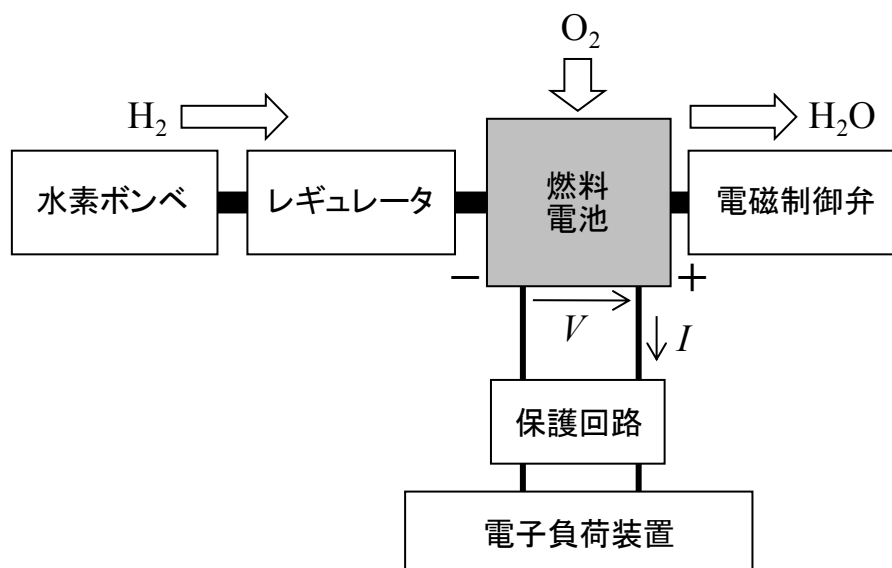 O₂
H₂
H₂O
水素ボンベ
レギュレータ
燃料
電池
電磁制御弁
−
+
V
I
保護回路
電子負荷装置